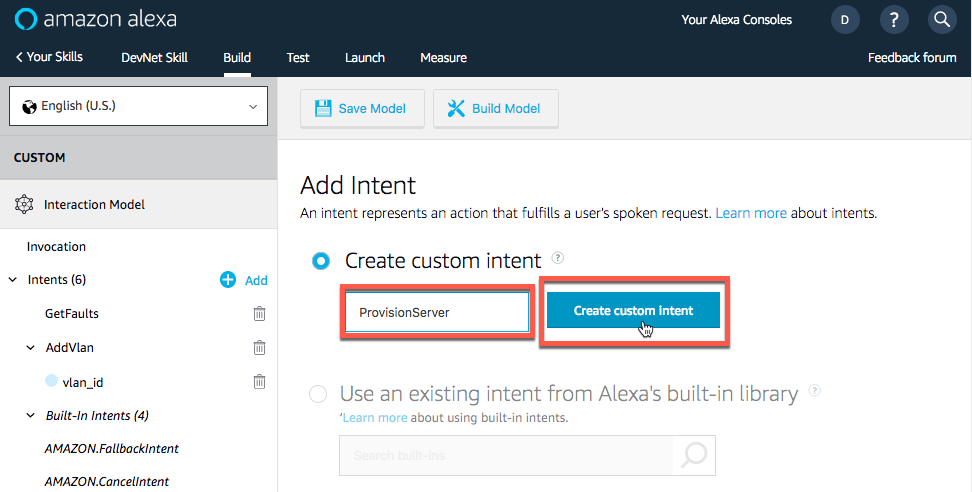 amazon alexa
Your Alexa Consoles
D
?
Your Skills
DevNet Skill
Build
Test
Launch
Measure
Feedback forum
English (U.S.)
Save Model
Build Model
CUSTOM
Interaction Model
Invocation
Intents (6)
Add
GetFaults
AddVlan
vlan_id
Built-In Intents (4)
AMAZON.FallbackIntent
AMAZON.CancelIntent
Add Intent
An intent represents an action that fulfills a user's spoken request. Learn more about intents.
Create custom intent ?
ProvisionServer
Create custom intent
Use an existing intent from Alexa's built-in library ?
'Learn more about using built-in intents.
Search built-ins